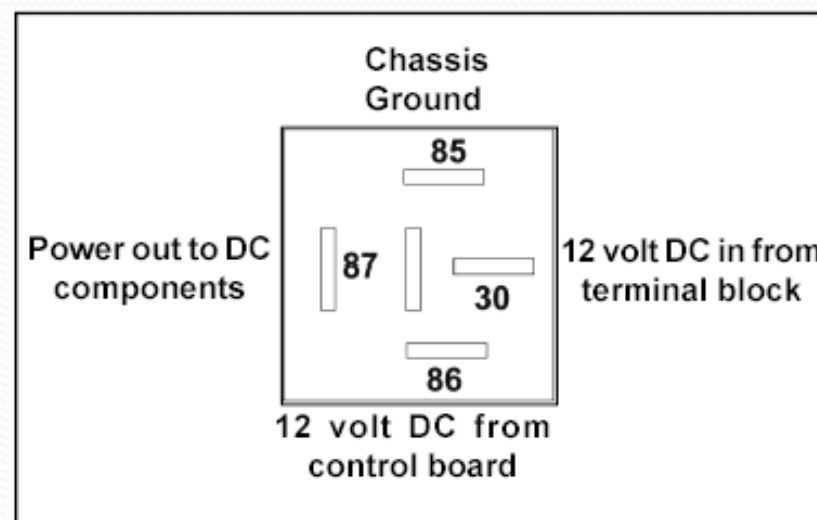 Chassis
Ground
85
Power out to DC
components
87
30
12 volt DC in from
terminal block
86
12 volt DC from
control board